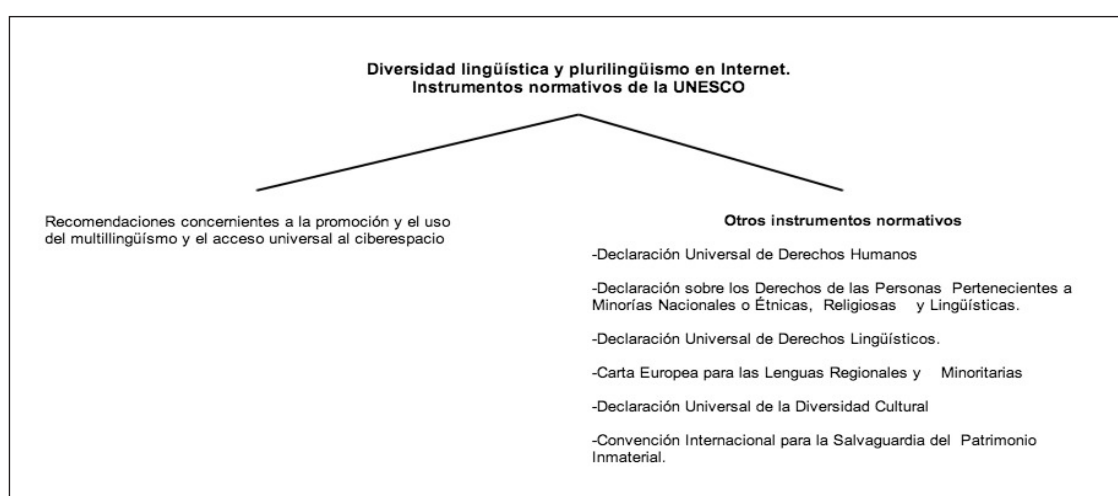 Diversidad lingüística y plurilingüismo en Internet.
Instrumentos normativos de la UNESCO
Recomendaciones concernientes a la promoción y el uso
del multillingüísmo y el acceso universal al ciberespacio
Otros instrumentos normativos
-Declaración Universal de Derechos Humanos
-Declaración sobre los Derechos de las Personas Pertenecientes a
Minorías Nacionales o Étnicas, Religiosas y Lingüísticas.
-Declaración Universal de Derechos Lingüísticos.
-Carta Europea para las Lenguas Regionales y Minoritarias
-Declaración Universal de la Diversidad Cultural
-Convención Internacional para la Salvaguardia del Patrimonio
Inmaterial.